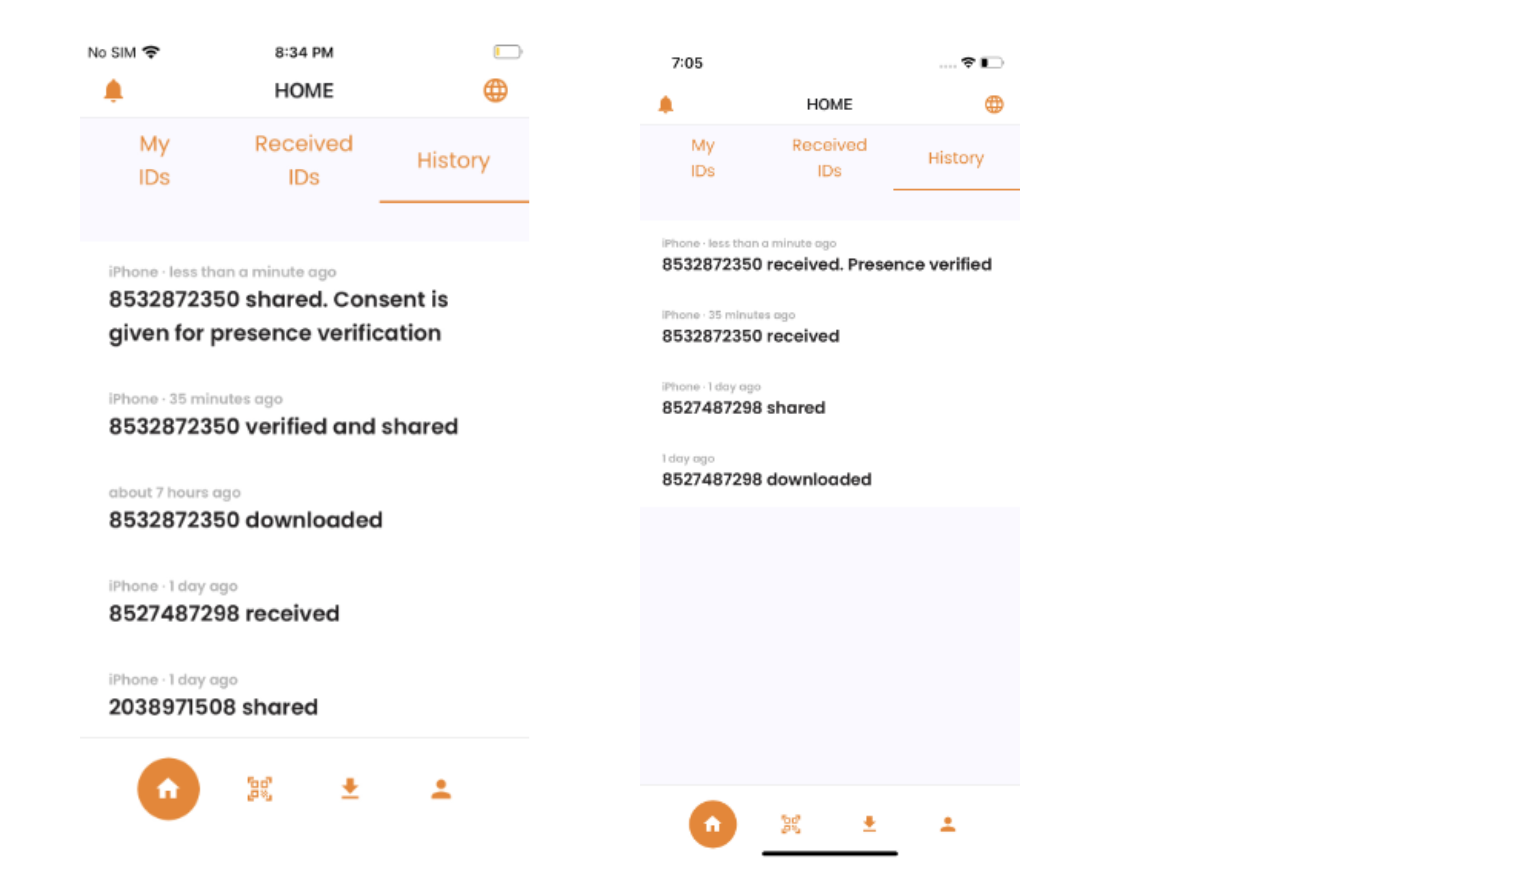 No SIM 8:34 PM
HOME
My
IDs
Received
IDs
History
iPhone · less than a minute ago
8532872350 shared. Consent is
given for presence verification
iPhone · 35 minutes ago
8532872350 verified and shared
about 7 hours ago
8532872350 downloaded
iPhone · 1 day ago
8527487298 received
iPhone · 1 day ago
2038971508 shared
7:05
HOME
My
IDs
Received
IDs
History
iPhone · less than a minute ago
8532872350 received. Presence verified
iPhone · 35 minutes ago
8532872350 received
iPhone · 1 day ago
8527487298 shared
1 day ago
8527487298 downloaded